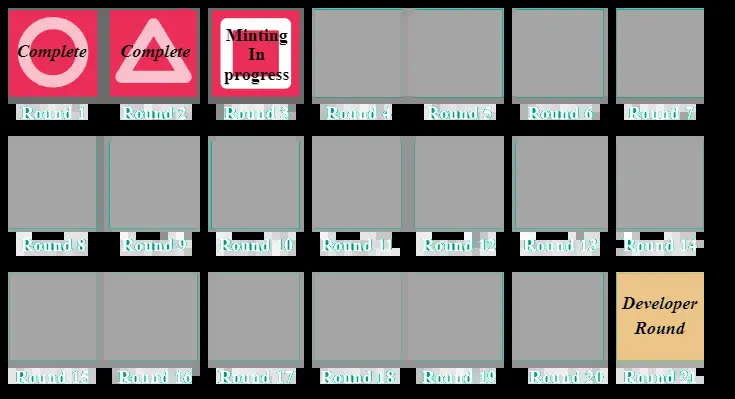 Complete
Complete
Minting
In
progress
Round 1
Round 2
Round 3
Round 4
Round 5
Round 6
Round 7
Round 8
Round 9
Round 10
Round 11
Round 12
Round 13
Round 14
Developer
Round
Round 15
Round 16
Round 17
Round 18
Round 19
Round 20
Round 21